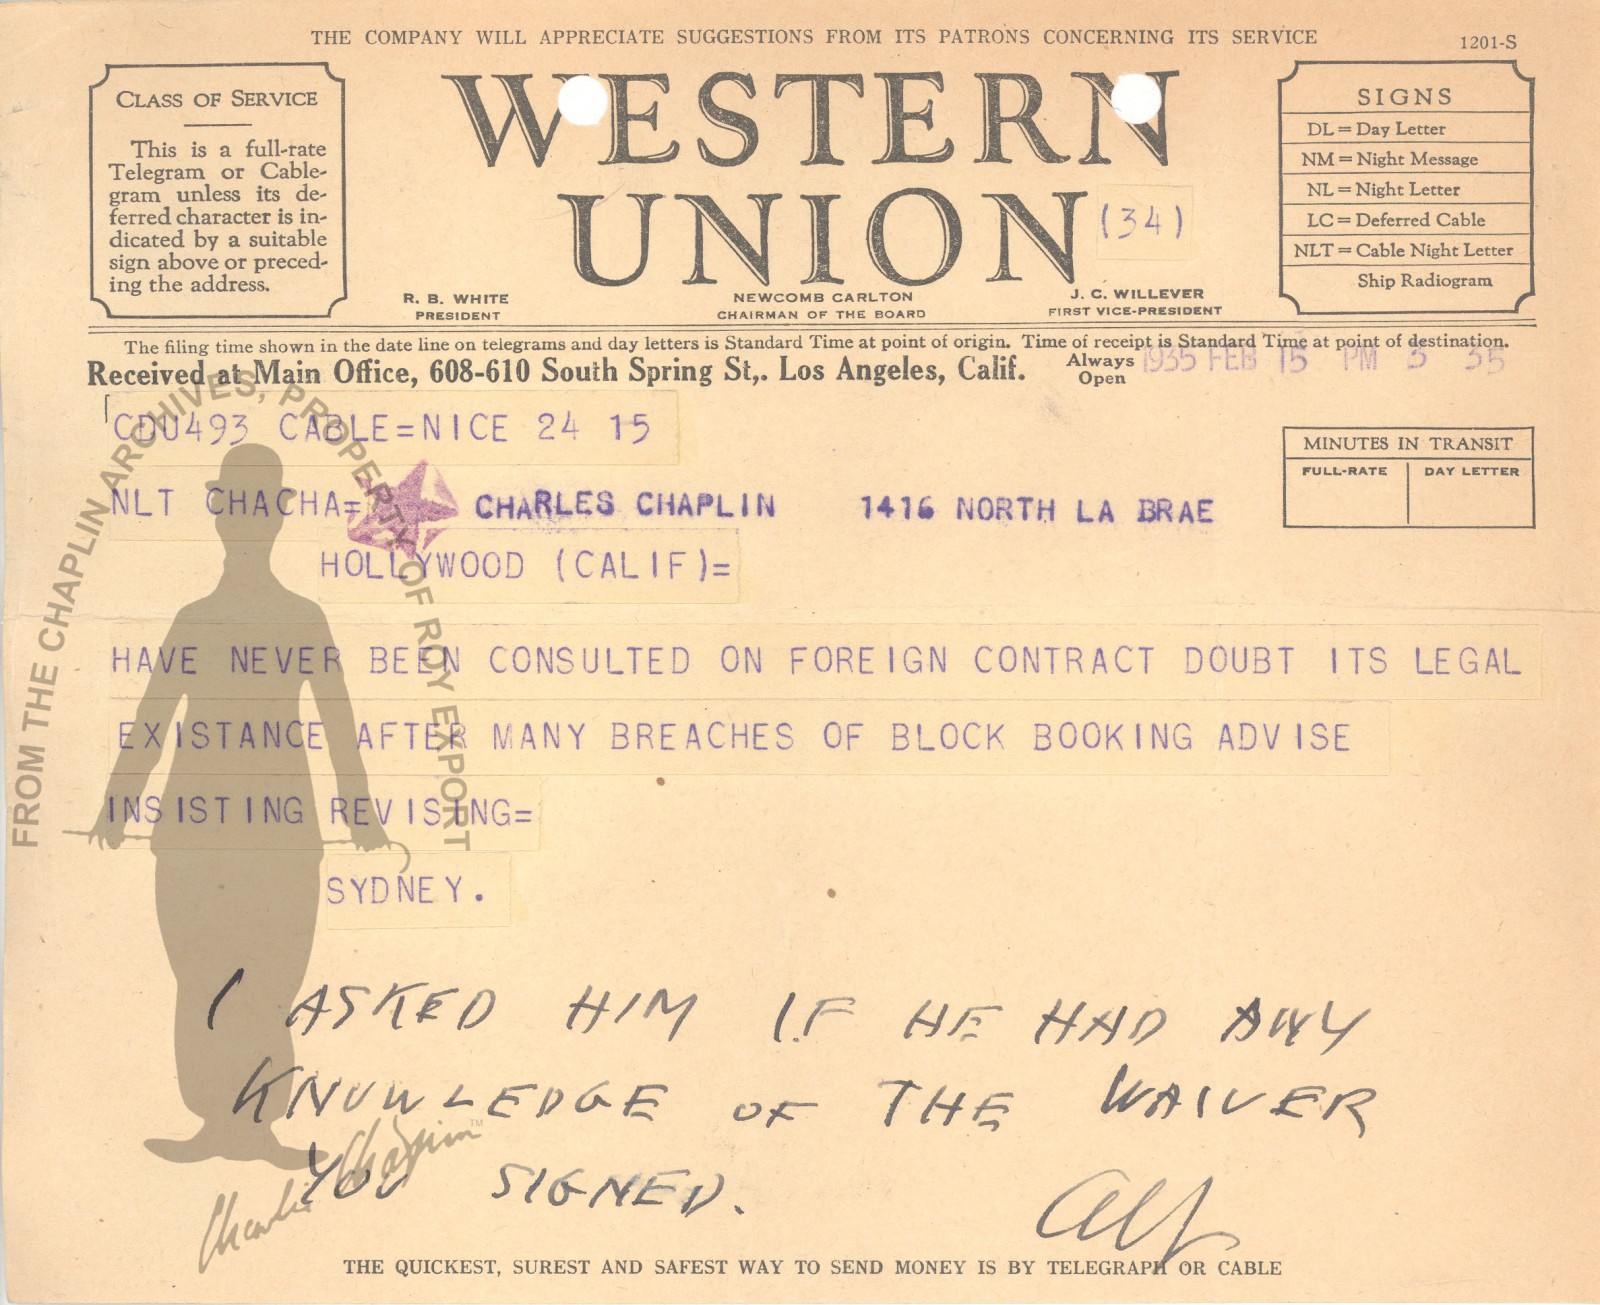 THE COMPANY WILL APPRECIATE SUGGESTIONS FROM ITS PATRONS CONCERNING ITS SERVICE
1201-S
CLASS OF SERVICE
This is a full-rate
Telegram or Cable-
gram unless its de-
ferred character is in-
dicated by a suitable
sign above or preced-
ing the address.
WESTERN
UNION
(34)
R. B. WHITE
PRESIDENT
NEWCOMB CARLTON
CHAIRMAN OF THE BOARD
J. C. WILLEVER
FIRST VICE-PRESIDENT
SIGNS
DL = Day Letter
NM = Night Message
NL = Night Letter
LC = Deferred Cable
NLT = Cable Night Letter
Ship Radiogram
The filing time shown in the date line on telegrams and day letters is Standard Time at point of origin. Time of receipt is Standard Time at point of destination.
Received at Main Office, 608-610 South Spring St,. Los Angeles, Calif.
Always
Open
1935 FEB 15 PM 3 35
CDU493 CABLE=NICE 24 15
MINUTES IN TRANSIT
FULL-RATE DAY LETTER
NLT CHACHA= CHARLES CHAPLIN 1416 NORTH LA BRAE
HOLLYWOOD (CALIF)=
HAVE NEVER BEEN CONSULTED ON FOREIGN CONTRACT DOUBT ITS LEGAL
EXISTANCE AFTER MANY BREACHES OF BLOCK BOOKING ADVISE
INSISTING REVISING=
SYDNEY.
I ASKED HIM IF HE HAD ANY
KNOWLEDGE OF THE WAIVER
YOU SIGNED.
Alf
THE QUICKEST, SUREST AND SAFEST WAY TO SEND MONEY IS BY TELEGRAPH OR CABLE
FROM THE CHAPLIN ARCHIVES, PROPERTY OF ROY EXPORT
Charlie Chaplin™